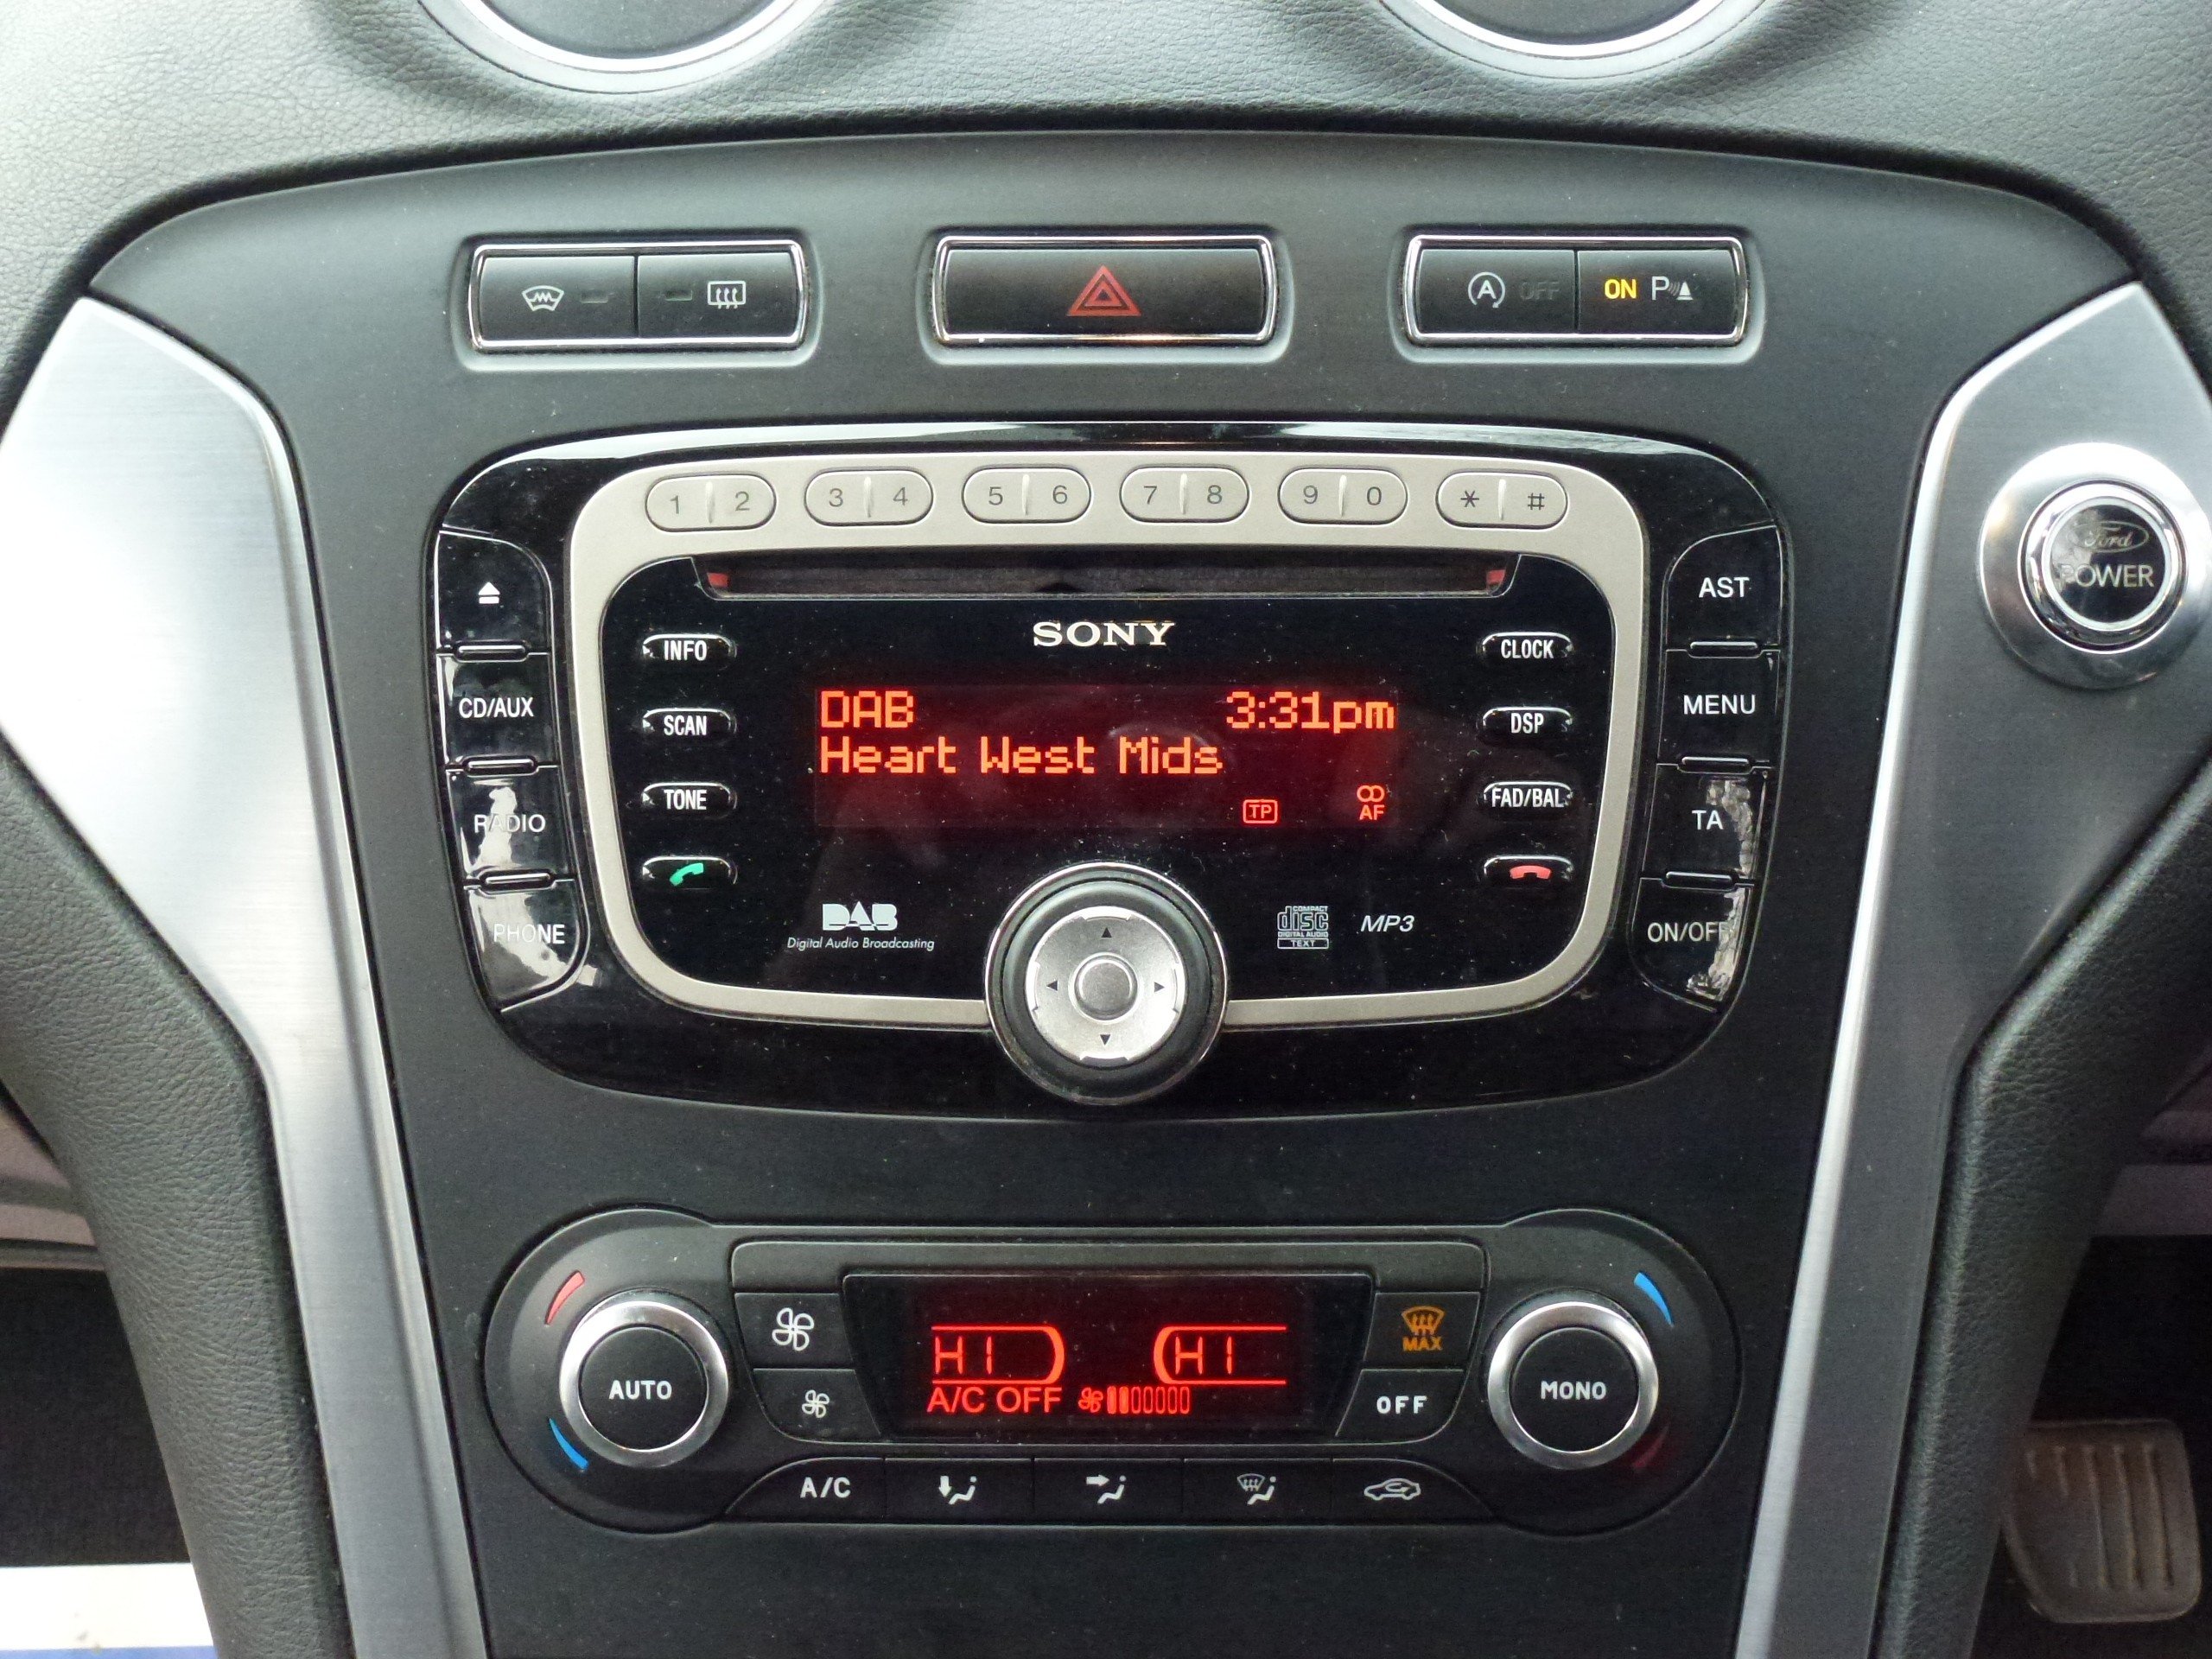 OFF ON P
1 2 3 4 5 6 7 8 9 0 * #
Ford
POWER
AST
SONY
INFO CLOCK
CD/AUX MENU
DAB 3:31pm
SCAN DSP
Heart West Mids
TONE FAD/BAL
TP AF
RADIO TA
DAB MP3
COMPACT
disc
DIGITAL AUDIO
TEXT
Digital Audio Broadcasting
PHONE ON/OFF
HI HI
MAX
AUTO MONO
A/C OFF OFF
A/C